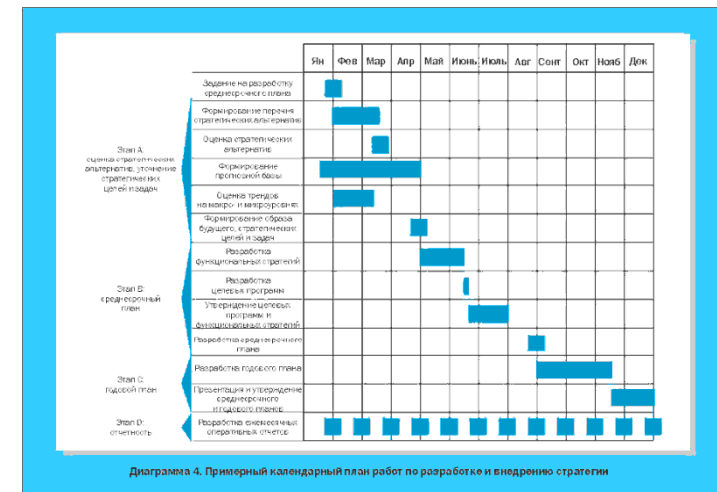 Ян Фев Мар Апр Май Июнь Июль Авг Сент Окт Нояб Дек
Задание на разработку
среднесрочного плана
Формирование перечня
стратегических альтернатив
Оценка стратегических
альтернатив
Формирование
прогнозной базы
Оценка трендов
на макро- и микроуровнях
Формирование образа
будущего, стратегических
целей и задач
Этап А:
оценка стратегических
альтернатив, уточнение
стратегических
целей и задач
Разработка
функциональных стратегий
Разработка
целевых программ
Утверждение целевых
программ и
функциональных стратегий
Разработка среднесрочного
плана
Этап В:
среднесрочный
план
Разработка годового плана
Презентация и утверждение
среднесрочного
и годового планов
Этап С:
годовой план
Разработка ежемесячных
оперативных отчетов
Этап D:
отчетность
Диаграмма 4. Примерный календарный план работ по разработке и внедрению стратегии